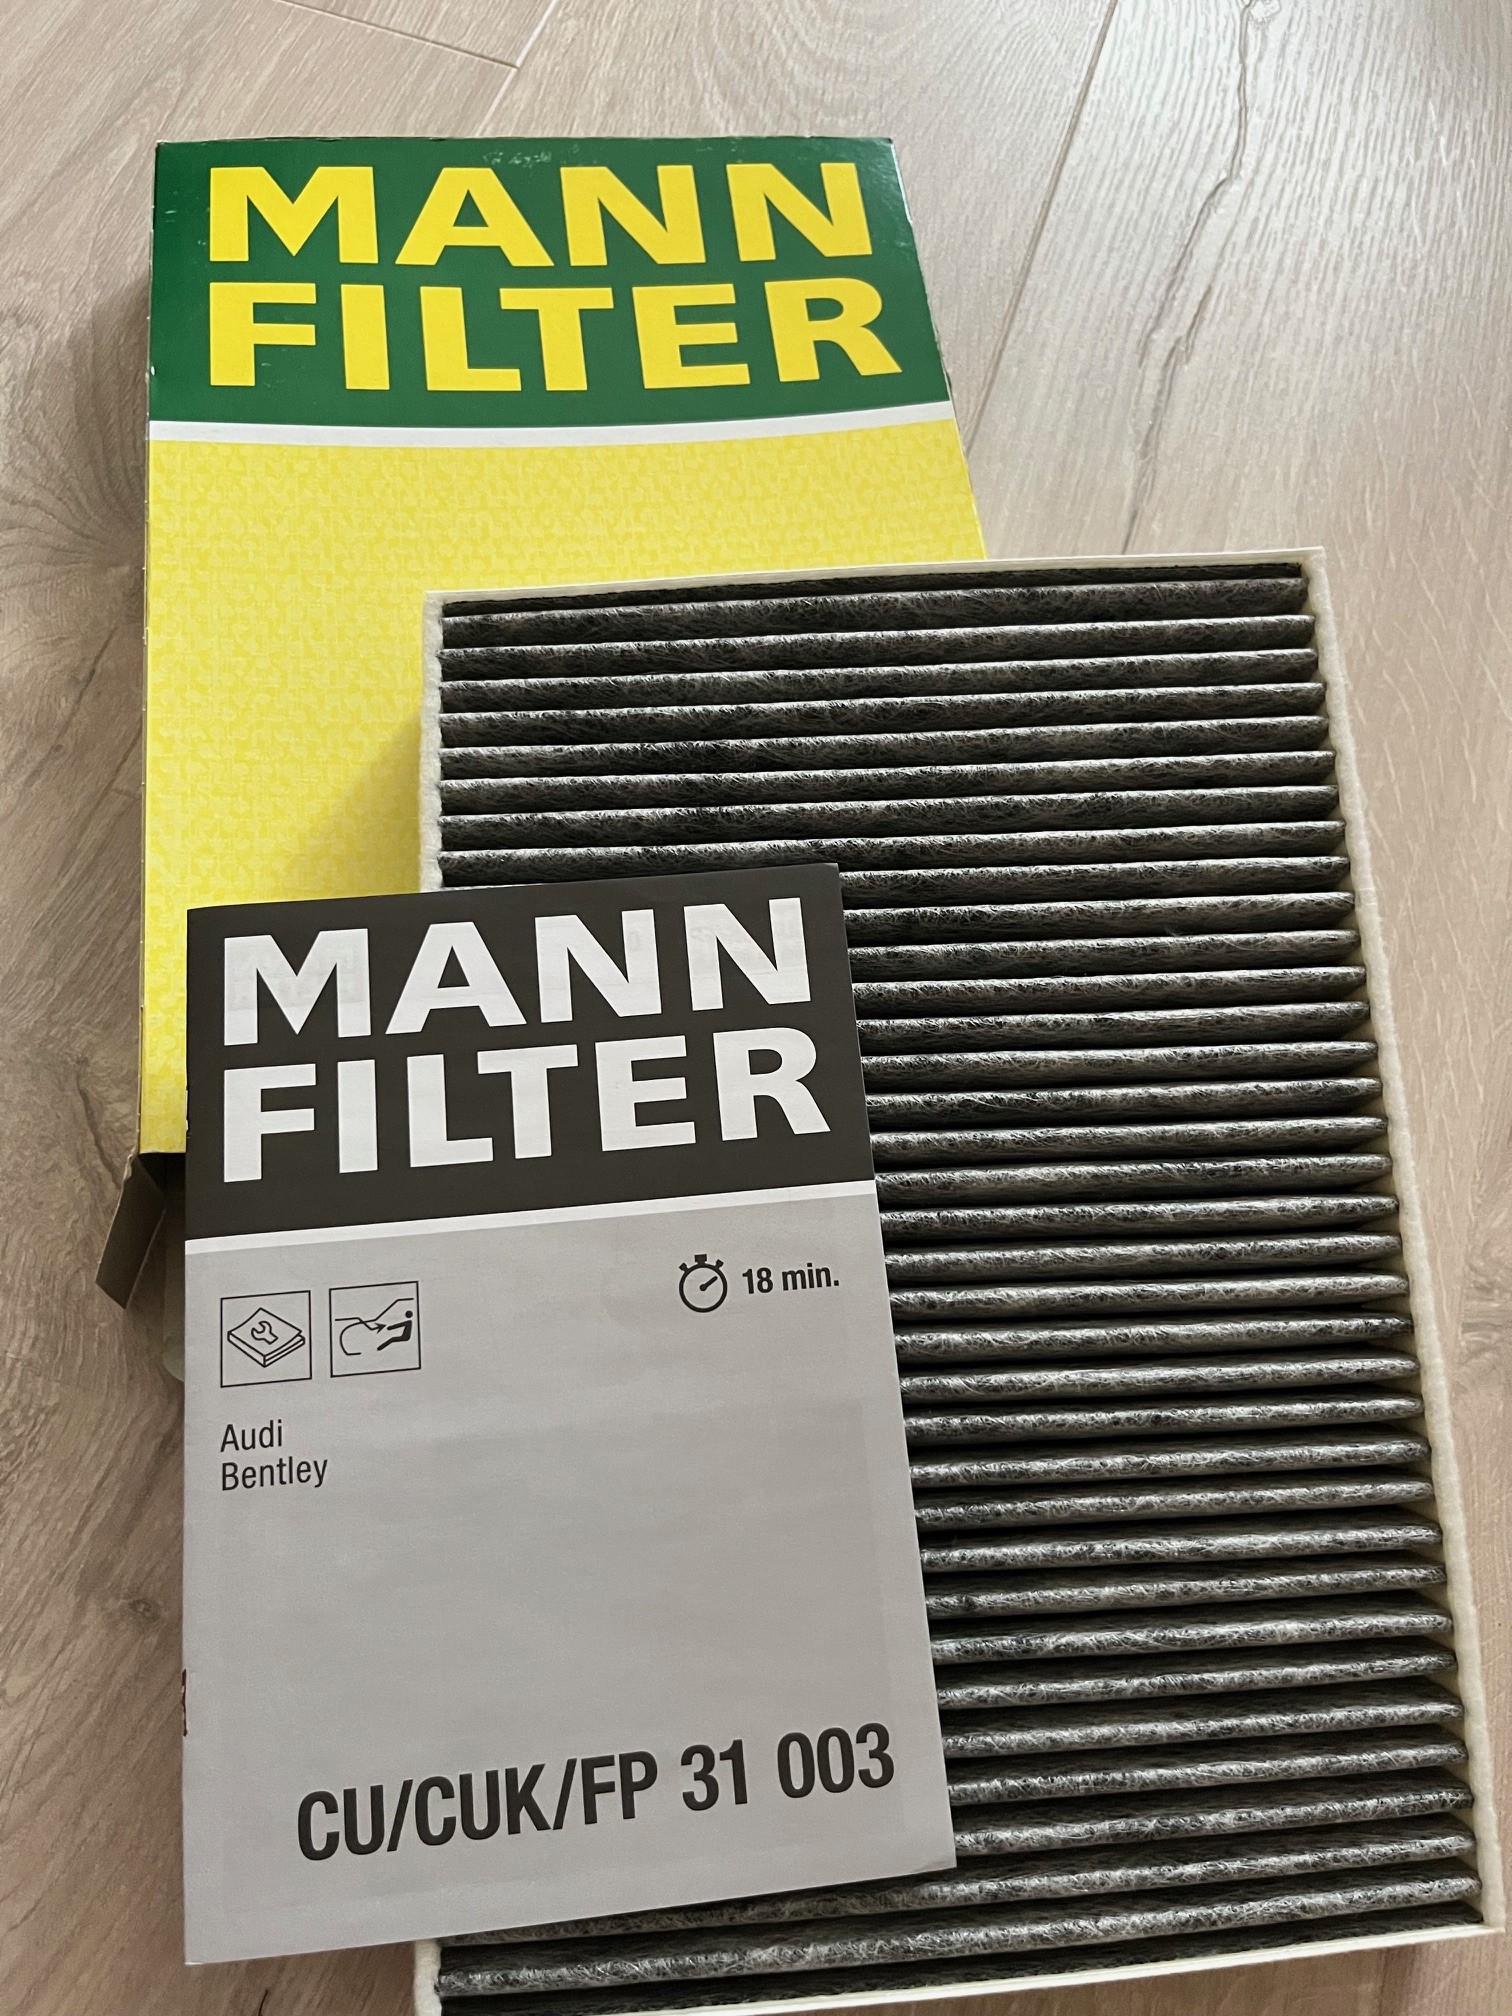 MANN
FILTER
MANN
FILTER
18 min.
Audi
Bentley
CU/CUK/FP 31 003